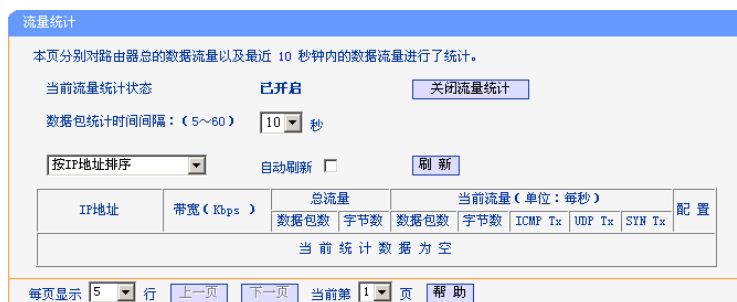 流量统计
本页分别对路由器总的数据流量以及最近 10 秒钟内的数据流量进行了统计。
当前流量统计状态 已开启 关闭流量统计
数据包统计时间间隔：(5～60) 10 秒
按IP地址排序 自动刷新 刷 新
IP地址 带宽(Kbps ) 总流量 当前流量(单位：每秒) 配 置
数据包数 字节数 数据包数 字节数 ICMP Tx UDP Tx SYN Tx
当 前 统 计 数 据 为 空
每页显示 5 行 上一页 下一页 当前第 1 页 帮 助